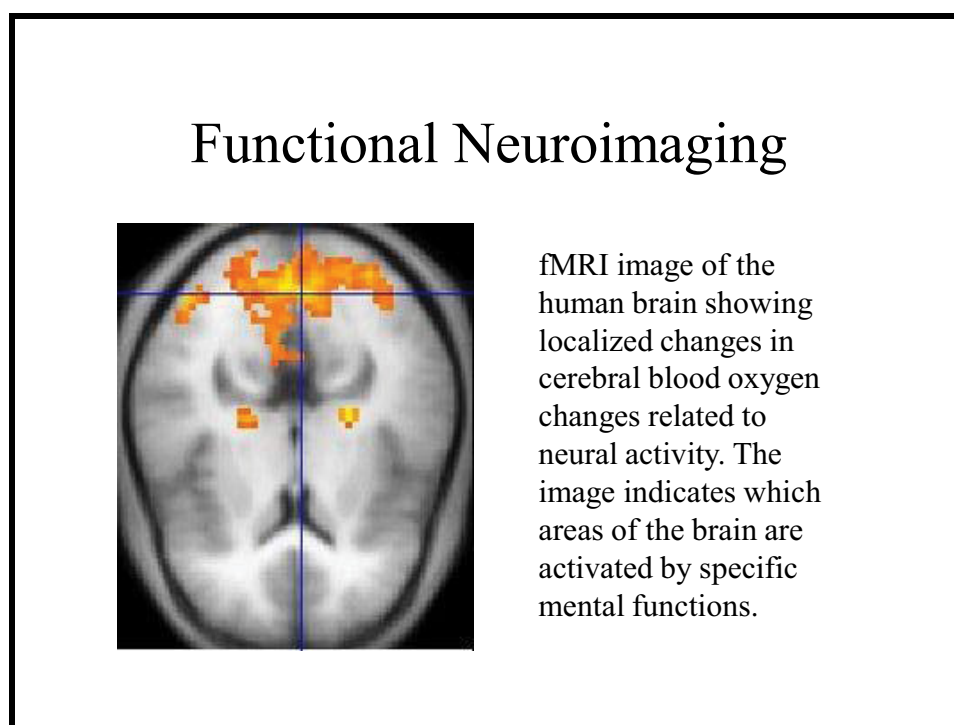 Functional Neuroimaging
fMRI image of the
human brain showing
localized changes in
cerebral blood oxygen
changes related to
neural activity. The
image indicates which
areas of the brain are
activated by specific
mental functions.